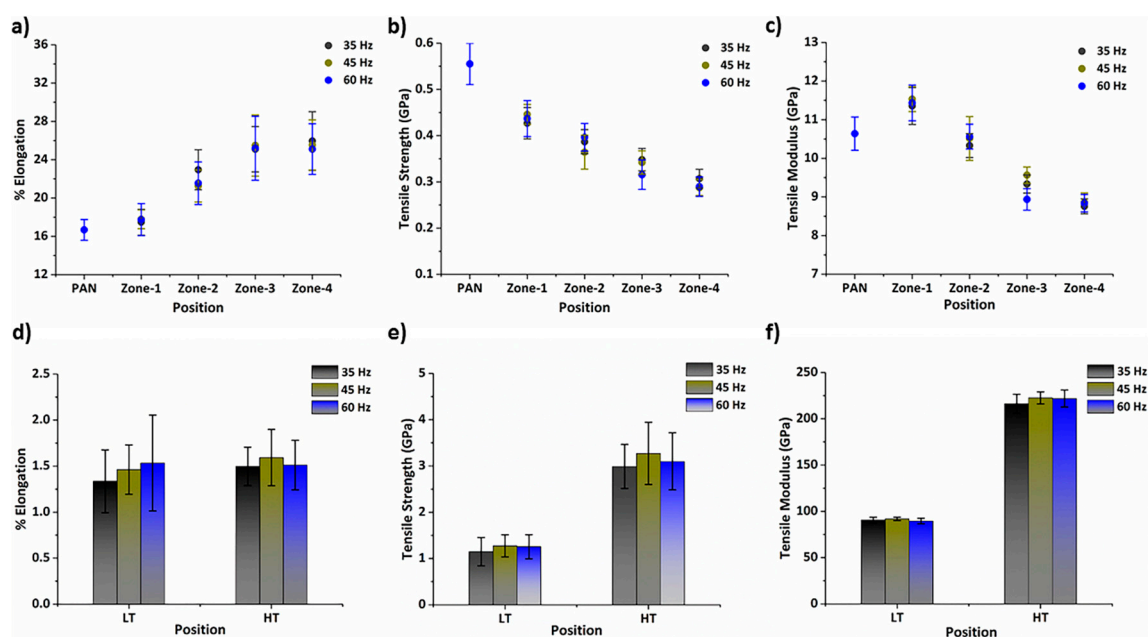 a)
36
32
28
24
20
16
12
% Elongation
35 Hz
45 Hz
60 Hz
PAN Zone-1 Zone-2 Zone-3 Zone-4
Position
b)
0.6
0.5
0.4
0.3
0.2
0.1
Tensile Strength (GPa)
35 Hz
45 Hz
60 Hz
PAN Zone-1 Zone-2 Zone-3 Zone-4
Position
c)
13
12
11
10
9
8
7
Tensile Modulus (GPa)
35 Hz
45 Hz
60 Hz
PAN Zone-1 Zone-2 Zone-3 Zone-4
Position
d)
2.5
2.0
1.5
1.0
0.5
0.0
% Elongation
35 Hz
45 Hz
60 Hz
LT HT
Position
e)
5
4
3
2
1
0
Tensile Strength (GPa)
35 Hz
45 Hz
60 Hz
LT HT
Position
f)
250
200
150
100
50
0
Tensile Modulus (GPa)
35 Hz
45 Hz
60 Hz
LT HT
Position